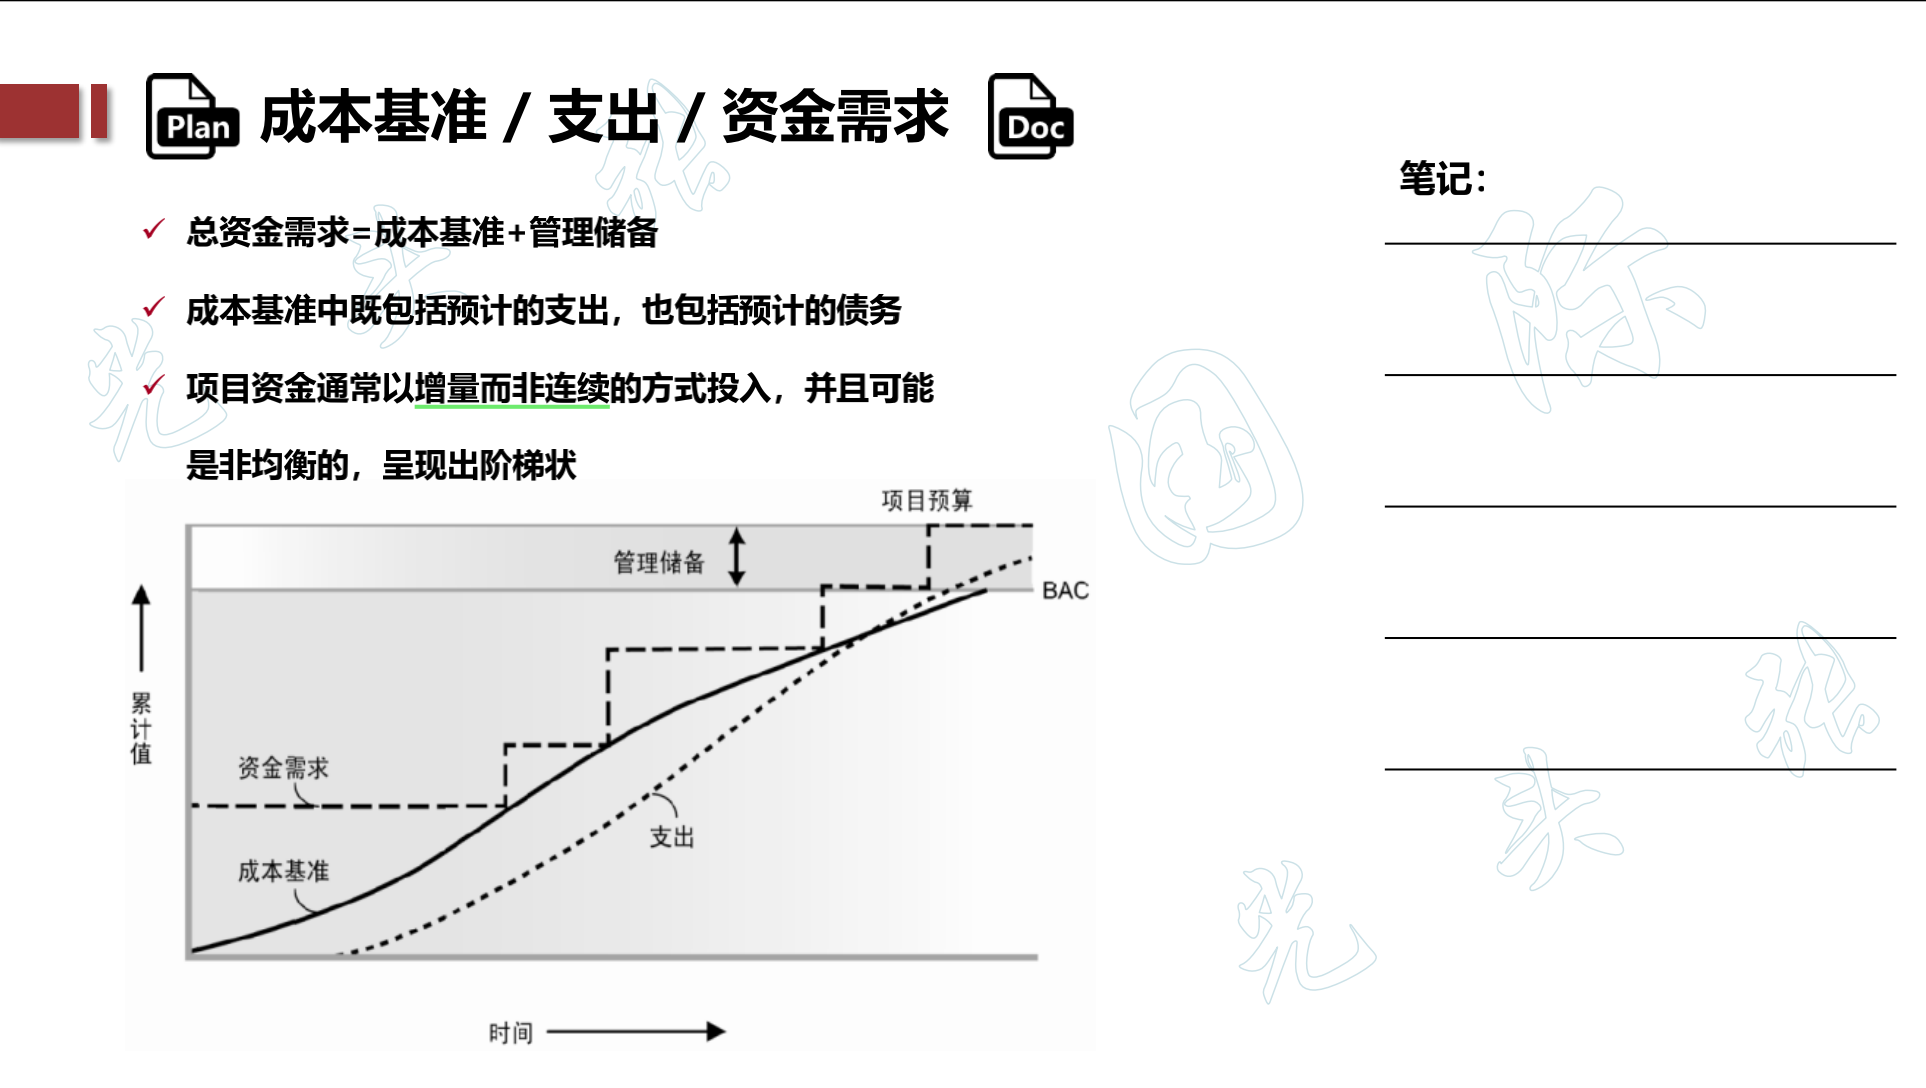 Plan 成本基准 / 支出 / 资金需求 Doc
总资金需求=成本基准+管理储备
成本基准中既包括预计的支出，也包括预计的债务
项目资金通常以增量而非连续的方式投入，并且可能
是非均衡的，呈现出阶梯状
项目预算
管理储备
BAC
累计值
资金需求
支出
成本基准
时间
笔记：